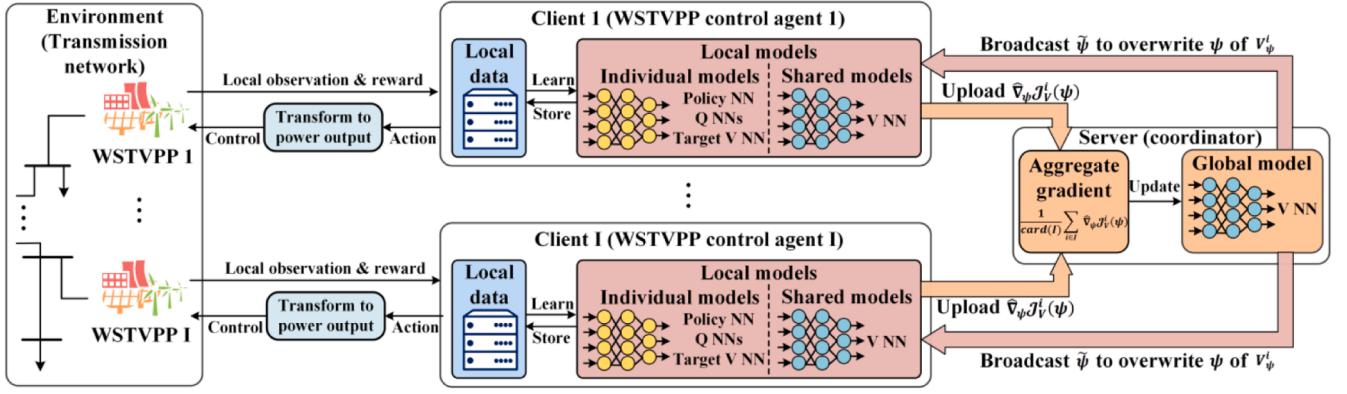 Environment
(Transmission
network)
WSTVPP 1
WSTVPP I
Local observation & reward
Control
Transform to
power output
Action
Client 1 (WSTVPP control agent 1)
Local
data
Learn
Store
Local models
Individual models
Policy NN
Q NNs
Target V NN
Shared models
V NN
Broadcast ψ̃ to overwrite ψ of V_ψ^i
Upload ∇̂_ψ J_V^i(ψ)
Server (coordinator)
Aggregate
gradient
1/card(I) ∑_{i∈I} ∇̂_ψ J_V^i(ψ)
Update
Global model
V NN
Local observation & reward
Control
Transform to
power output
Action
Client I (WSTVPP control agent I)
Local
data
Learn
Store
Local models
Individual models
Policy NN
Q NNs
Target V NN
Shared models
V NN
Upload ∇̂_ψ J_V^i(ψ)
Broadcast ψ̃ to overwrite ψ of V_ψ^i